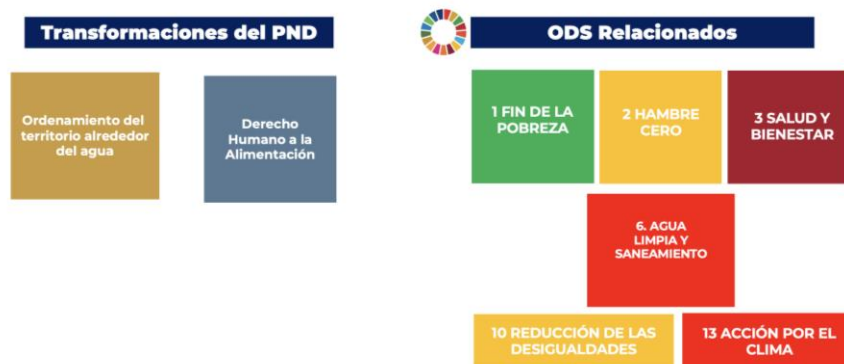 Transformaciones del PND
Ordenamiento del
territorio alrededor
del agua
Derecho
Humano a la
Alimentación
ODS Relacionados
1 FIN DE LA
POBREZA
2 HAMBRE
CERO
3 SALUD Y
BIENESTAR
6. AGUA
LIMPIA Y
SANEAMIENTO
10 REDUCCIÓN DE LAS
DESIGUALDADES
13 ACCIÓN POR EL
CLIMA